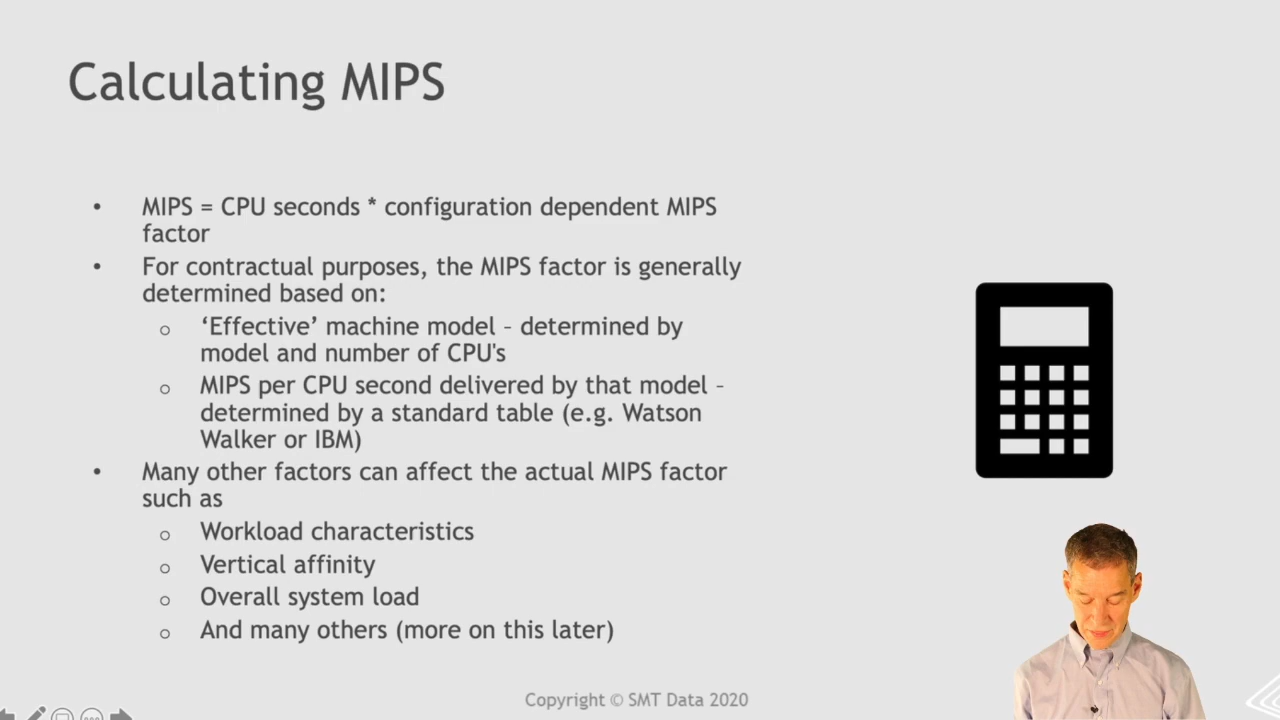 Calculating MIPS
• MIPS = CPU seconds * configuration dependent MIPS
factor
• For contractual purposes, the MIPS factor is generally
determined based on:
o ‘Effective’ machine model – determined by
model and number of CPU's
o MIPS per CPU second delivered by that model –
determined by a standard table (e.g. Watson
Walker or IBM)
• Many other factors can affect the actual MIPS factor
such as
o Workload characteristics
o Vertical affinity
o Overall system load
o And many others (more on this later)
Copyright © SMT Data 2020